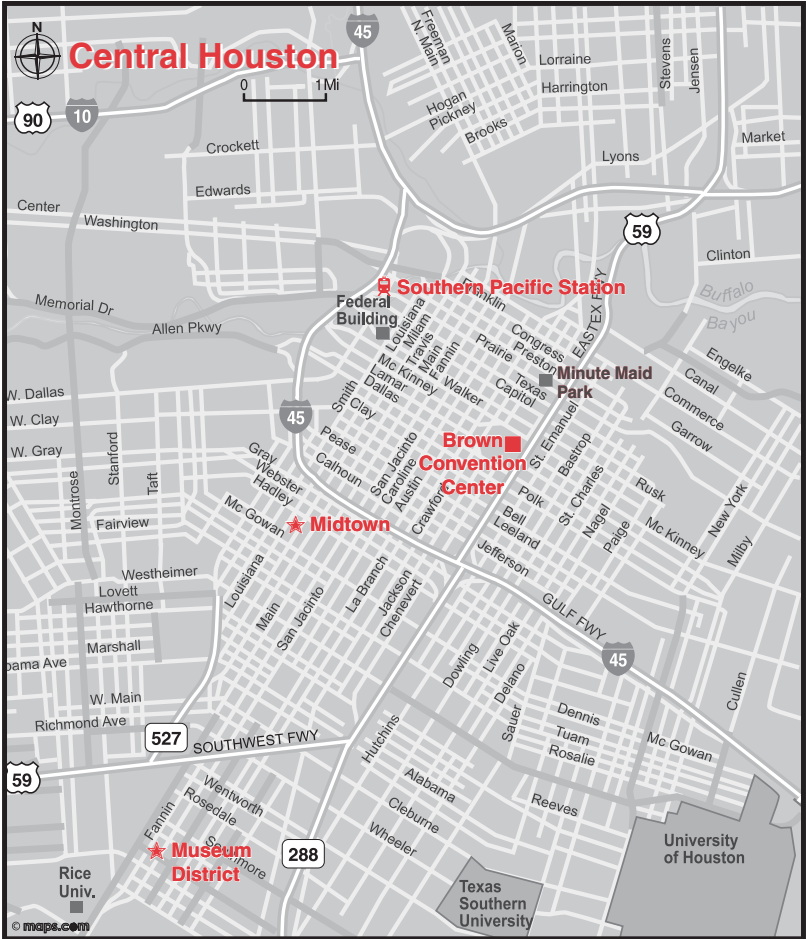 N
Central Houston
0 1Mi
90
10
45
Freeman
N. Main
Marion
Lorraine
Harrington
Stevens
Jensen
Hogan
Pickney
Brooks
Market
Lyons
Crockett
Edwards
Center
Washington
59
Clinton
Buffalo
Bayou
Southern Pacific Station
Franklin
EASTEX FWY
Federal
Building
Memorial Dr
Allen Pkwy
Louisiana
Milam
Travis
Main
Fannin
Congress
Preston
Prairie
Texas
Capitol
Minute Maid
Park
Engelke
Canal
Commerce
Garrow
Mc Kinney
Lamar
Dallas
Walker
Smith
Clay
W. Dallas
W. Clay
W. Gray
45
Pease
Calhoun
San Jacinto
Caroline
Austin
Crawford
Brown
Convention
Center
St. Emanuel
Bastrop
St. Charles
Nagel
Paige
Rusk
Mc Kinney
New York
Milby
Polk
Bell
Leeland
Jefferson
Montrose
Stanford
Taft
Fairview
Gray
Webster
Hadley
Mc Gowan
Midtown
Westheimer
Lovett
Hawthorne
Louisiana
Main
San Jacinto
La Branch
Jackson
Chenevert
GULF FWY
45
Marshall
bama Ave
W. Main
Richmond Ave
Dowling
Live Oak
Delano
Sauer
Dennis
Tuam
Rosalie
Mc Gowan
Cullen
527
SOUTHWEST FWY
59
Hutchins
Alabama
Cleburne
Wheeler
Reeves
Wentworth
Rosedale
Fannin
Museum
District
288
Rice
Univ.
Texas
Southern
University
University
of Houston
© maps.com